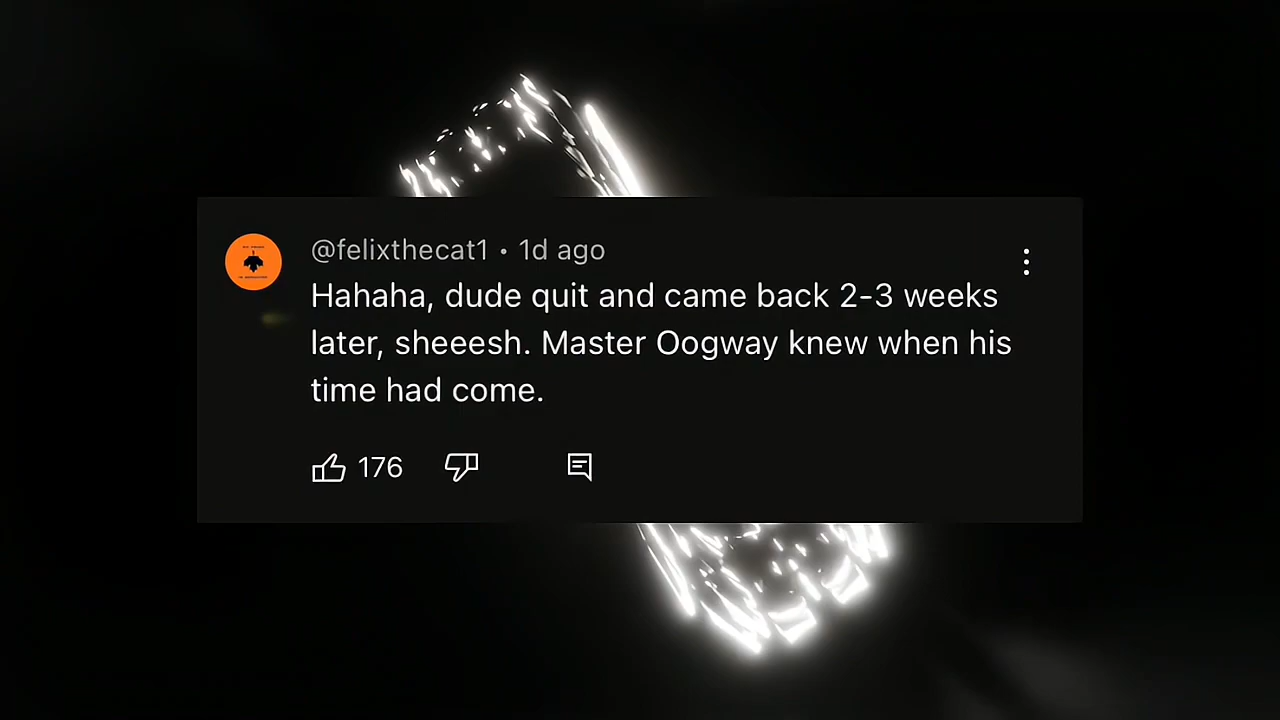 @felixthecat1 • 1d ago
Hahaha, dude quit and came back 2-3 weeks
later, sheeesh. Master Oogway knew when his
time had come.
176